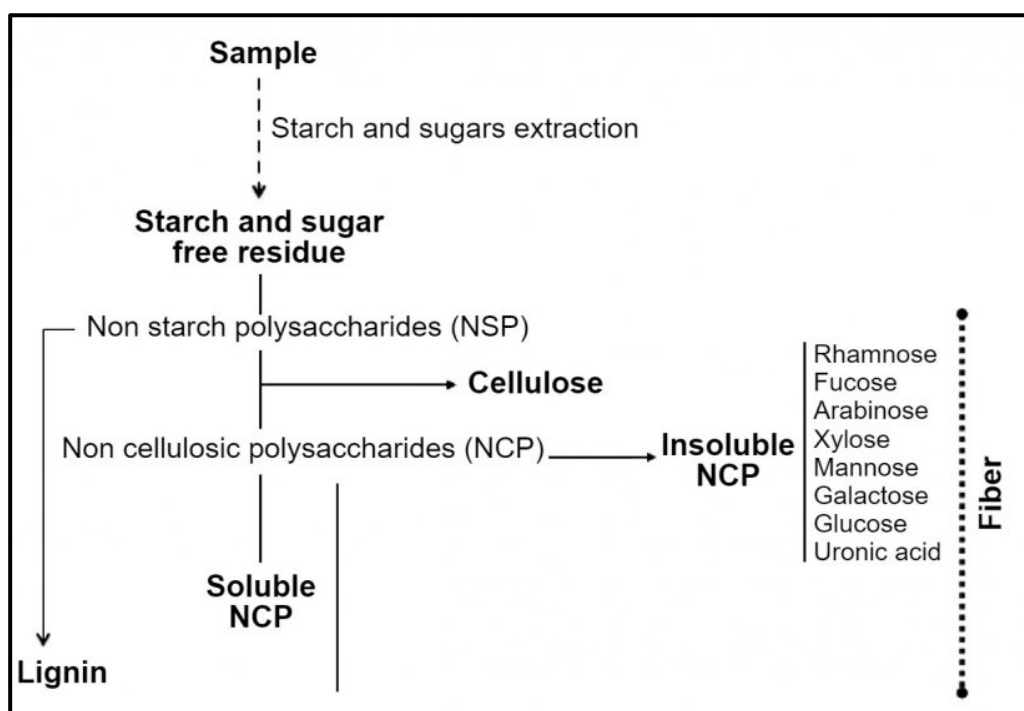 Sample
Starch and sugars extraction
Starch and sugar
free residue
Non starch polysaccharides (NSP)
Cellulose
Non cellulosic polysaccharides (NCP)
Insoluble
NCP
Rhamnose
Fucose
Arabinose
Xylose
Mannose
Galactose
Glucose
Uronic acid
Fiber
Soluble
NCP
Lignin